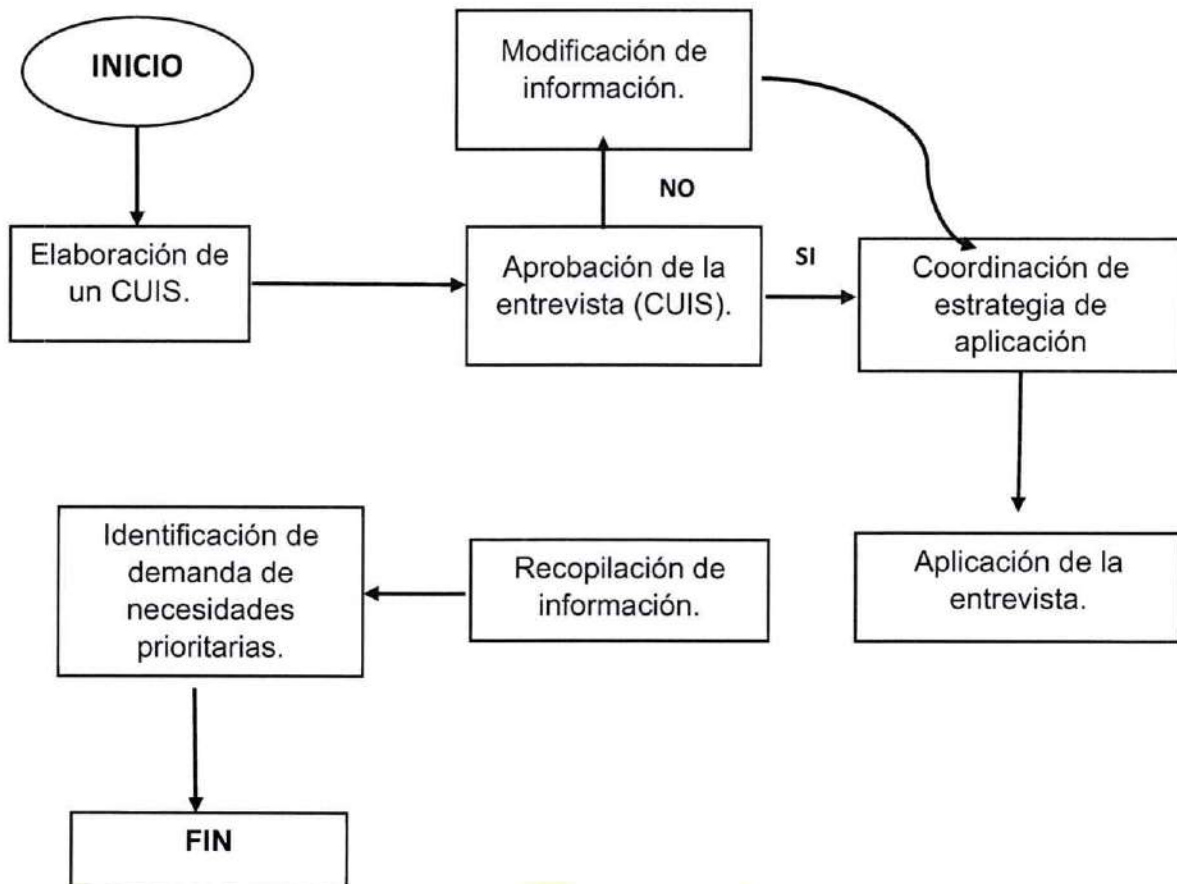 INICIO
Modificación de
información.
NO
Elaboración de
un CUIS.
Aprobación de la
entrevista (CUIS).
SI
Coordinación de
estrategia de
aplicación
Identificación de
demanda de
necesidades
prioritarias.
Recopilación de
información.
Aplicación de la
entrevista.
FIN